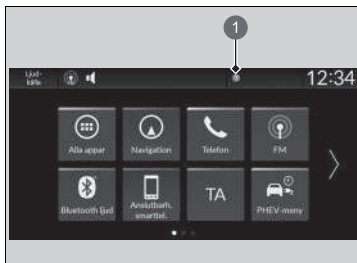 1
Ljud-
källa
12:34
Alla appar
Navigation
Telefon
FM
Bluetooth ljud
Anslutbarh.
smarttel.
TA
PHEV-meny